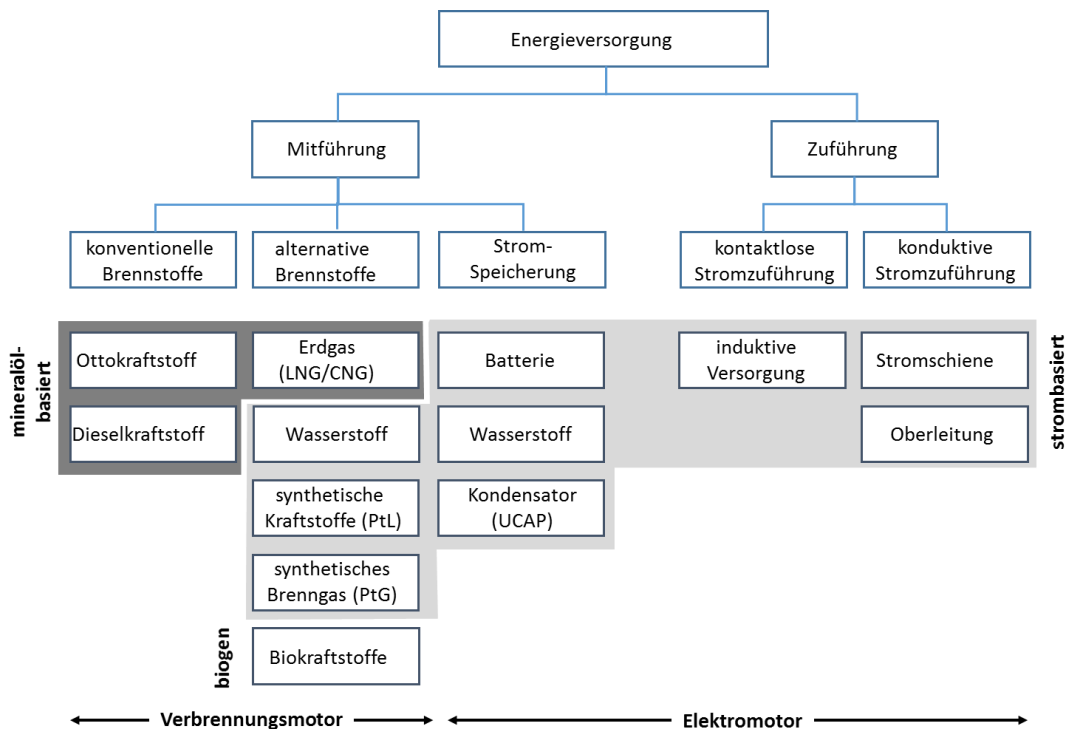 Energieversorgung
Mitführung
Zuführung
konventionelle
Brennstoffe
alternative
Brennstoffe
Strom-
Speicherung
kontaktlose
Stromzuführung
konduktive
Stromzuführung
mineralöl-
basiert
Ottokraftstoff
Erdgas
(LNG/CNG)
Batterie
induktive
Versorgung
Stromschiene
strombasiert
Dieselkraftstoff
Wasserstoff
Wasserstoff
Oberleitung
synthetische
Kraftstoffe (PtL)
Kondensator
(UCAP)
synthetisches
Brenngas (PtG)
biogen
Biokraftstoffe
Verbrennungsmotor
Elektromotor